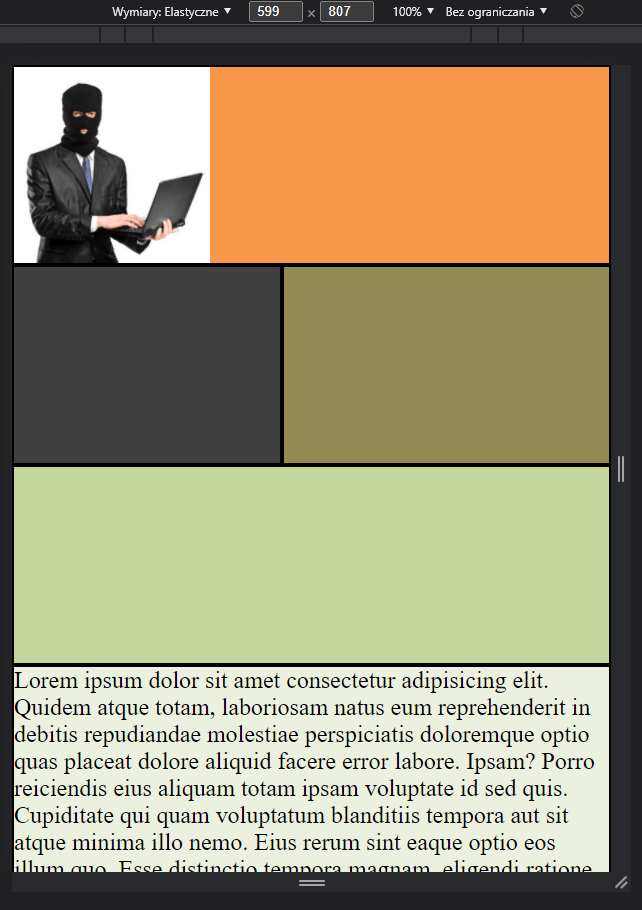 Wymiary: Elastyczne ▼ 599 × 807 100% ▼ Bez ograniczania ▼
Lorem ipsum dolor sit amet consectetur adipisicing elit.
Quidem atque totam, laboriosam natus eum reprehenderit in
debitis repudiandae molestiae perspiciatis doloremque optio
quas placeat dolore aliquid facere error labore. Ipsam? Porro
reiciendis eius aliquam totam ipsam voluptate id sed quis.
Cupiditate qui quam voluptatum blanditiis tempora aut sit
atque minima illo nemo. Eius rerum sint eaque optio eos
illum quo. Esse distinctio tempora magnam, eligendi ratione